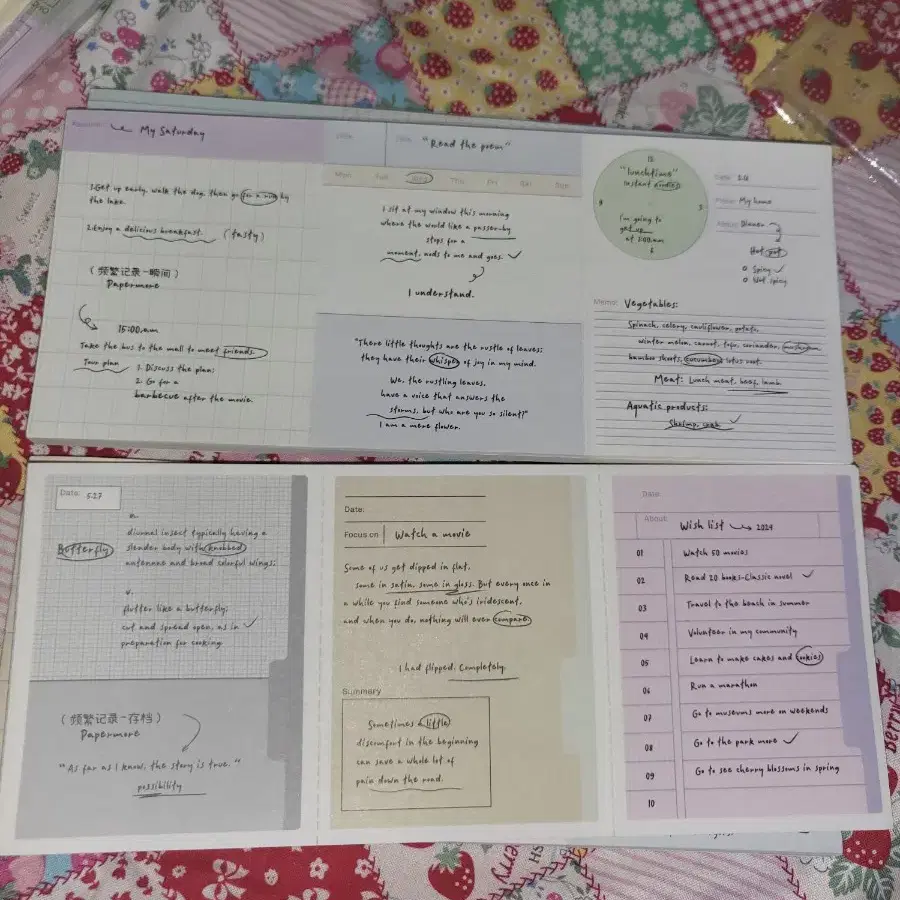 My Saturday
1.Get up early, walk the dog, then go for a run by
the lake.
2.Enjoy a delicious breakfast. (tasty)
(频繁记录-瞬间)
Papermore
15:00.am
Take the bus to the mall to meet friends.
Tour plan
1. Discuss the plan;
2. Go for a
barbecue after the movie.
Date:
"Read the poem"
Mon Tue Wed Thu Fri Sat Sun
I sit at my window this morning
where the world like a passer-by
stops for a
moment, nods to me and goes.
I understand.
"There little thoughts are the rustle of leaves;
they have their whisper of joy in my mind.
We, the rustling leaves,
have a voice that answers the
storms, but who are you so silent?"
I am a mere flower.
12
"lunchtime"
instant noodles
9
3
I'm going to
get up
at 5:00.am
6
Date:
My home
Dinner
Hot pot
Spicy
Not spicy
Memo: Vegetables:
Spinach, celery, cauliflower, potato,
winter melon, carrot, tofu, coriander, mushroom,
bamboo shoots, cucumber, lotus root.
Meat: Lunch meat, beef, lamb
Aquatic products:
Shrimp, crab
Date: 5.27
Butterfly
n.
diurnal insect typically having a
slender body with knobbed
antennae and broad colorful wings;
v.
flutter like a butterfly;
cut and spread open, as in
preparation for cooking
(频繁记录-存档)
Papermore
"As far as I know, the story is true."
possibility
Date:
Focus on Watch a movie
Some of us get dipped in flat,
some in satin, some in gloss. But every once in
a while you find someone who's iridescent,
and when you do, nothing will ever compare.
I had flipped. Completely.
Summary
Sometimes a little
discomfort in the beginning
can save a whole lot of
pain down the road.
Date:
About: Wish list 2024
01 Watch 50 movies
02 Read 20 books-Classic novel
03 Travel to the beach in summer
04 Volunteer in my community
05 Learn to make cakes and cookies
06 Run a marathon
07 Go to museums more on weekends
08 Go to the park more
09 Go to see cherry blossoms in spring
10